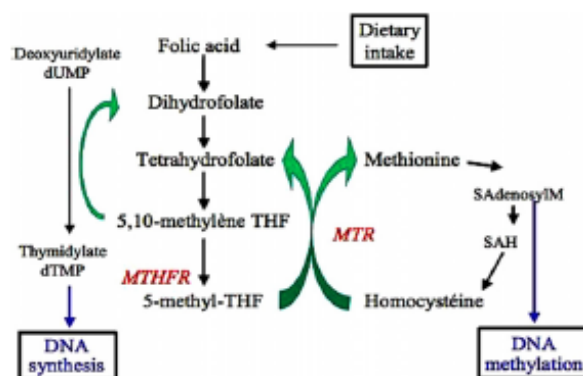 Folic acid
Dietary
intake
Deoxyuridylate
dUMP
Dihydrofolate
Tetrahydrofolate
Methionine
SAdenosylM
5,10-methylène THF
MTR
SAH
Thymidylate
dTMP
MTHFR
5-methyl-THF
Homocystéine
DNA
synthesis
DNA
methylation